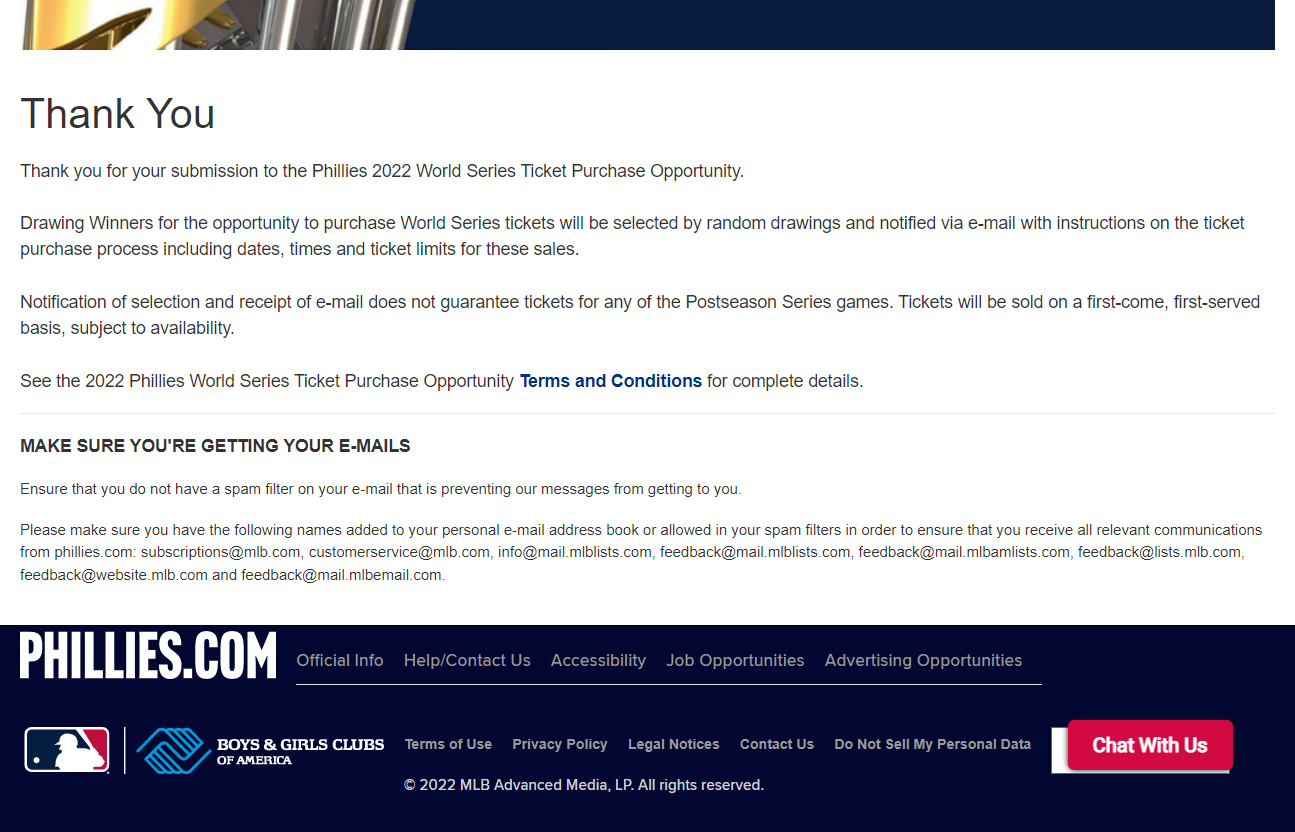 Thank You
Thank you for your submission to the Phillies 2022 World Series Ticket Purchase Opportunity.
Drawing Winners for the opportunity to purchase World Series tickets will be selected by random drawings and notified via e-mail with instructions on the ticket
purchase process including dates, times and ticket limits for these sales.
Notification of selection and receipt of e-mail does not guarantee tickets for any of the Postseason Series games. Tickets will be sold on a first-come, first-served
basis, subject to availability.
See the 2022 Phillies World Series Ticket Purchase Opportunity Terms and Conditions for complete details.
MAKE SURE YOU'RE GETTING YOUR E-MAILS
Ensure that you do not have a spam filter on your e-mail that is preventing our messages from getting to you.
Please make sure you have the following names added to your personal e-mail address book or allowed in your spam filters in order to ensure that you receive all relevant communications
from phillies.com: subscriptions@mlb.com, customerservice@mlb.com, info@mail.mlblists.com, feedback@mail.mlblists.com, feedback@mail.mlbamlists.com, feedback@lists.mlb.com,
feedback@website.mlb.com and feedback@mail.mlbemail.com.
PHILLIES.COM
Official Info Help/Contact Us Accessibility Job Opportunities Advertising Opportunities
BOYS & GIRLS CLUBS
OF AMERICA
Terms of Use Privacy Policy Legal Notices Contact Us Do Not Sell My Personal Data
Chat With Us
© 2022 MLB Advanced Media, LP. All rights reserved.